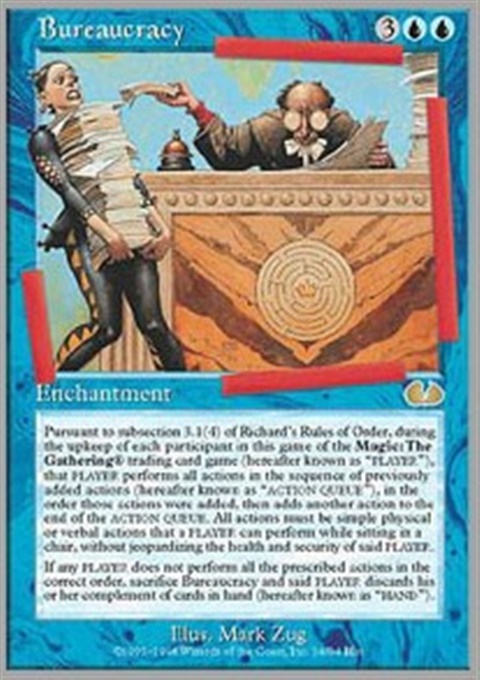 Bureaucracy 3
Enchantment
Pursuant to subsection 3.1(4) of Richard's Rules of Order, during
the upkeep of each participant in this game of the Magic: The
Gathering® trading card game (hereafter known as "PLAYER"),
that PLAYER performs all actions in the sequence of previously
added actions (hereafter known as "ACTION QUEUE"), in the
order those actions were added, then adds another action to the
end of the ACTION QUEUE. All actions must be simple physical
or verbal actions that a PLAYER can perform while sitting in a
chair, without jeopardizing the health and security of said PLAYER.
If any PLAYER does not perform all the prescribed actions in the
correct order, sacrifice Bureaucracy and said PLAYER discards his
or her complement of cards in hand (hereafter known as "HAND").
Illus. Mark Zug
Wizards of the Coast, Inc.